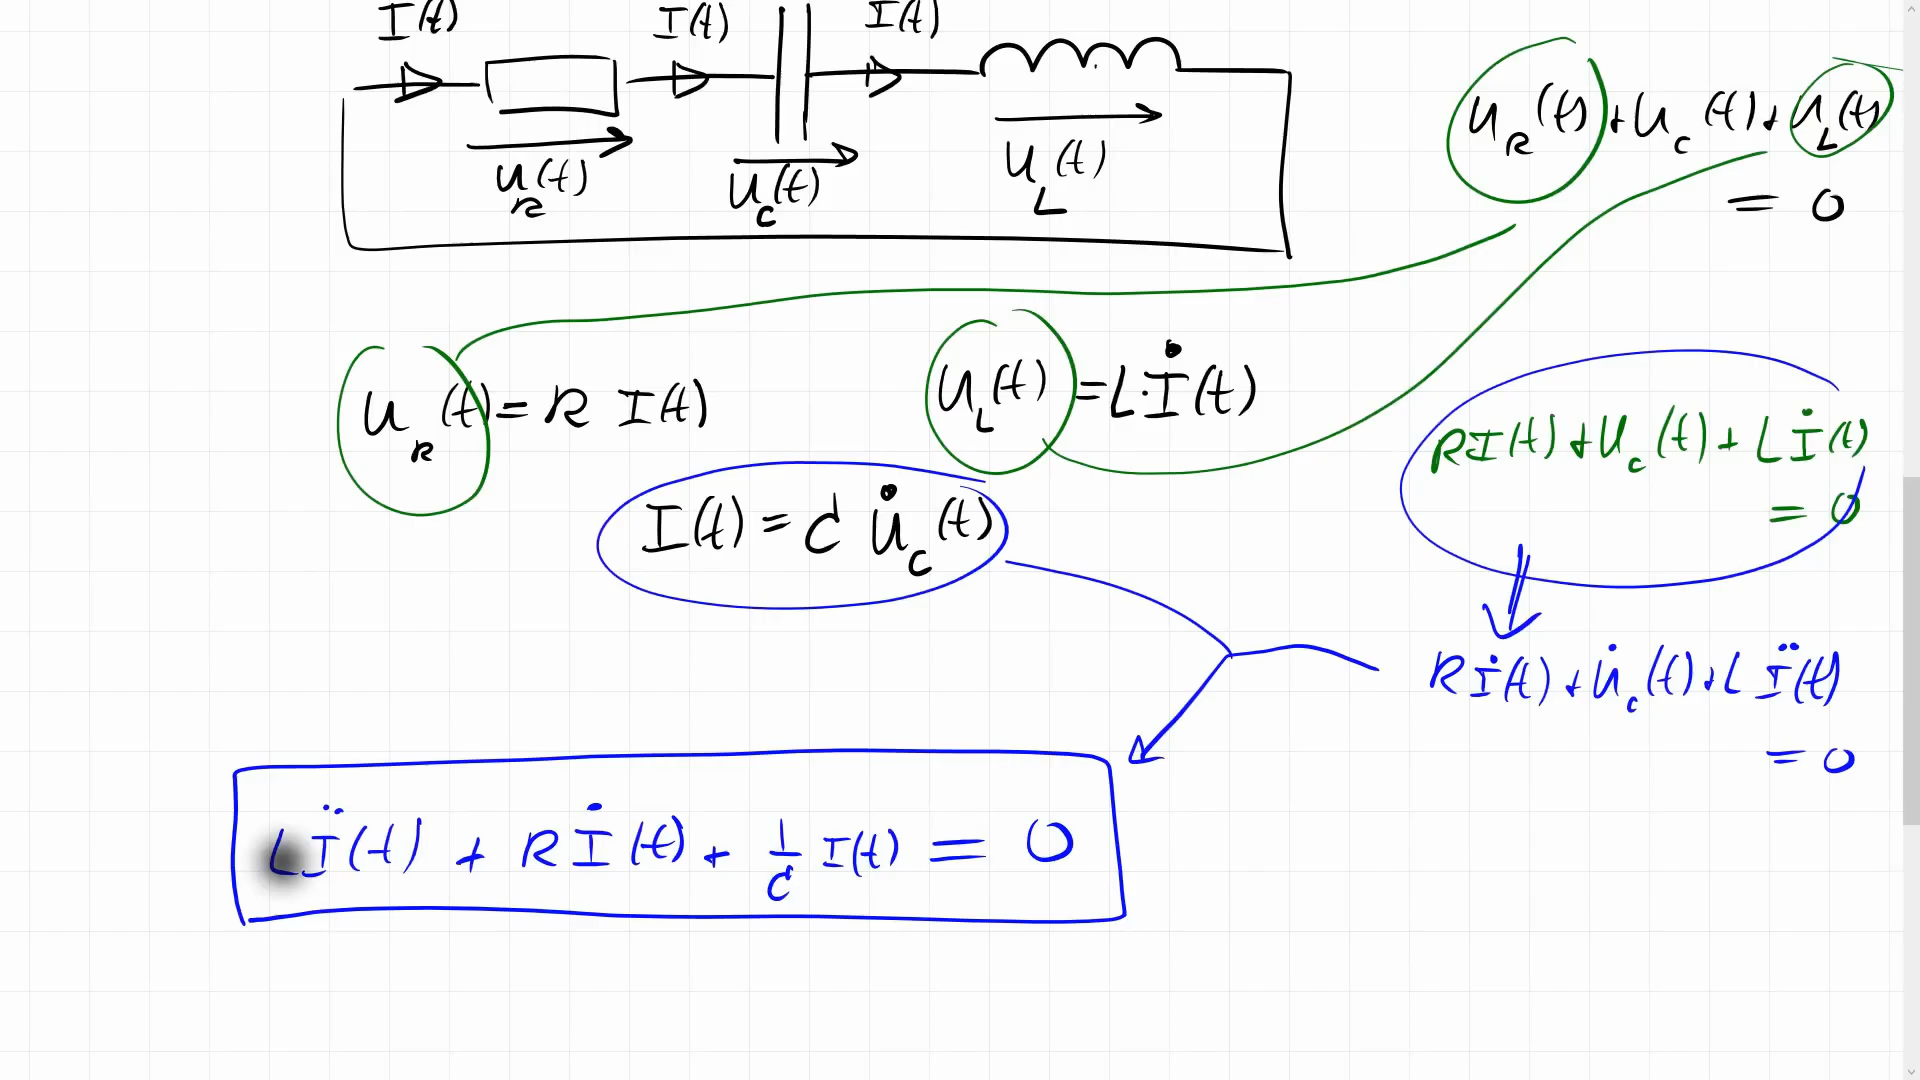 I(t) I(t) I(t)
U_R(t) U_C(t) U_L(t)
U_R(t) + U_C(t) + U_L(t)
= 0
U_R(t) = R I(t)
U_L(t) = L·İ(t)
I(t) = C U̇_C(t)
R I(t) + U_C(t) + L İ(t)
= 0
R İ(t) + U̇_C(t) + L Ï(t)
= 0
L Ï(t) + R İ(t) + 1/C I(t) = 0